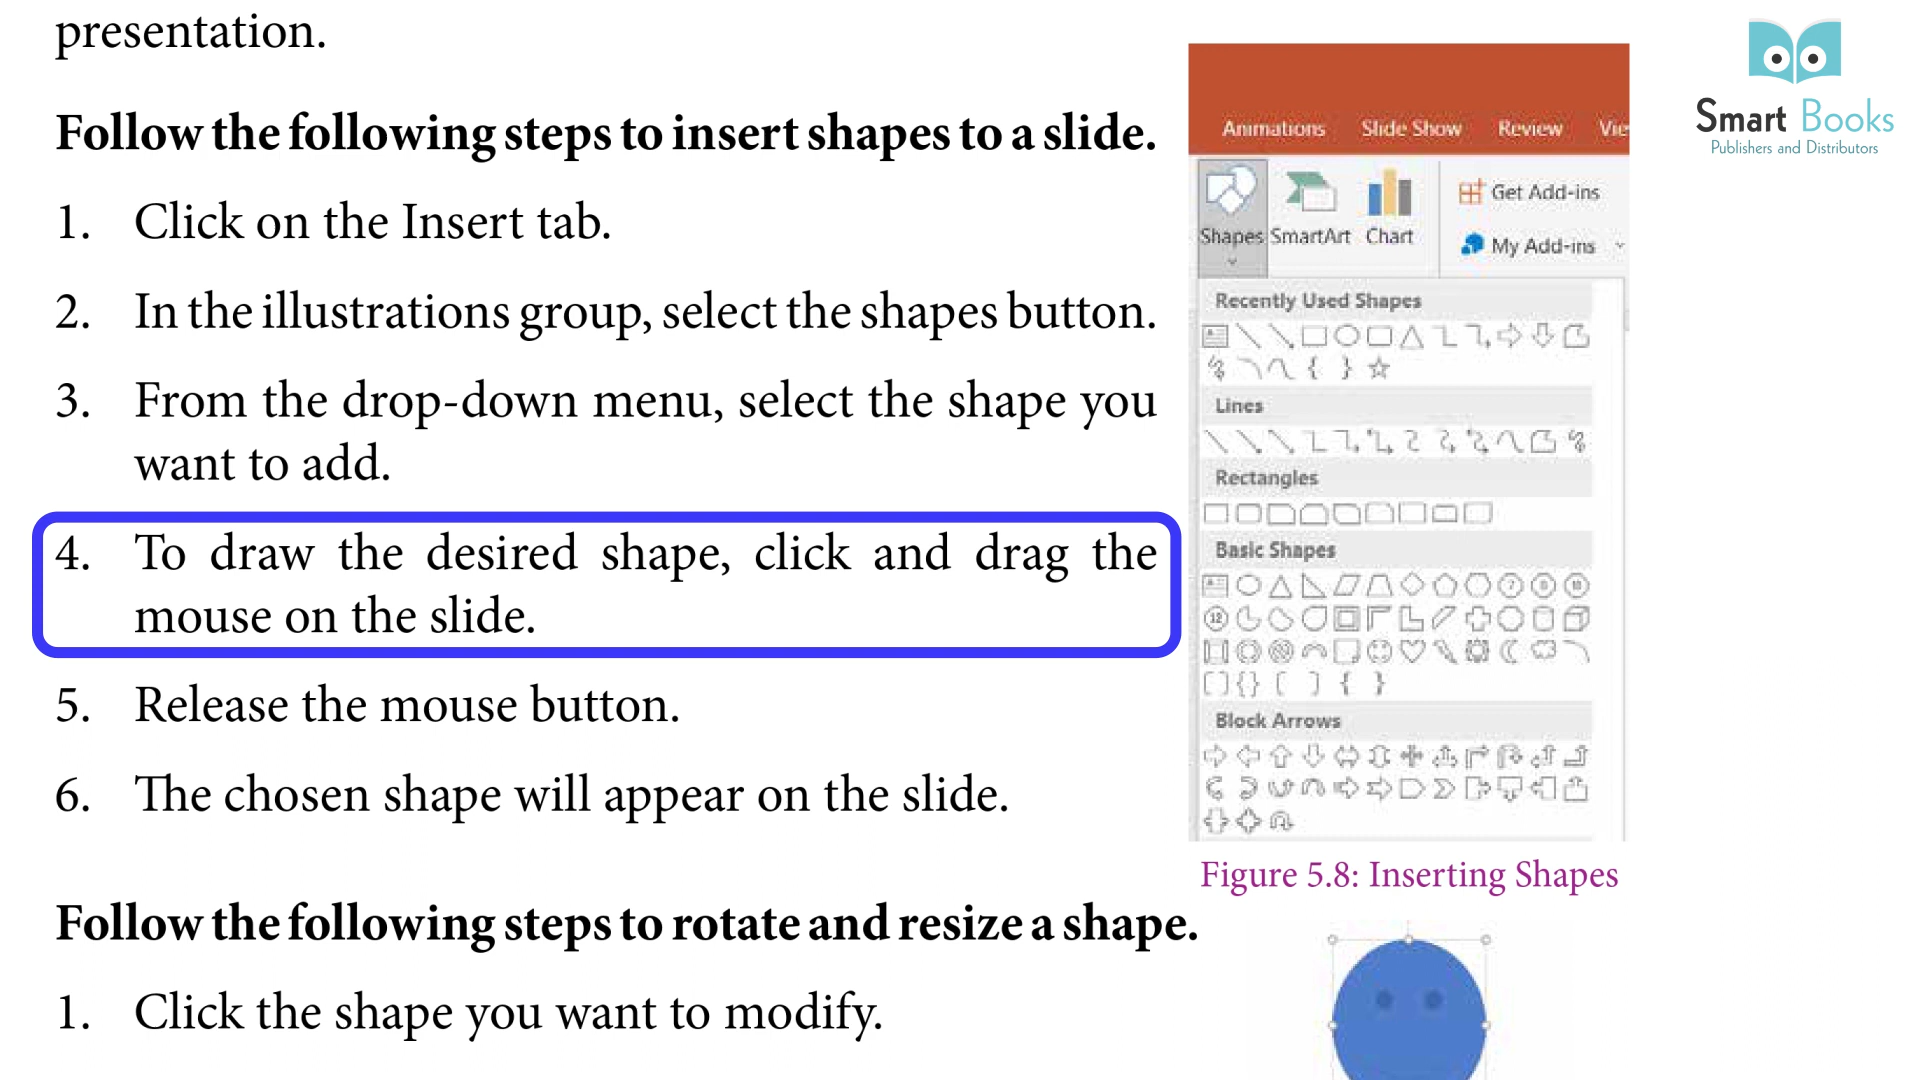 presentation.
Follow the following steps to insert shapes to a slide.
1. Click on the Insert tab.
2. In the illustrations group, select the shapes button.
3. From the drop-down menu, select the shape you
want to add.
4. To draw the desired shape, click and drag the
mouse on the slide.
5. Release the mouse button.
6. The chosen shape will appear on the slide.
Follow the following steps to rotate and resize a shape.
1. Click the shape you want to modify.
Animations Slide Show Review Vie
Shapes SmartArt Chart
Get Add-ins
My Add-ins
Recently Used Shapes
Lines
Rectangles
Basic Shapes
12
Block Arrows
Figure 5.8: Inserting Shapes
Smart Books
Publishers and Distributors